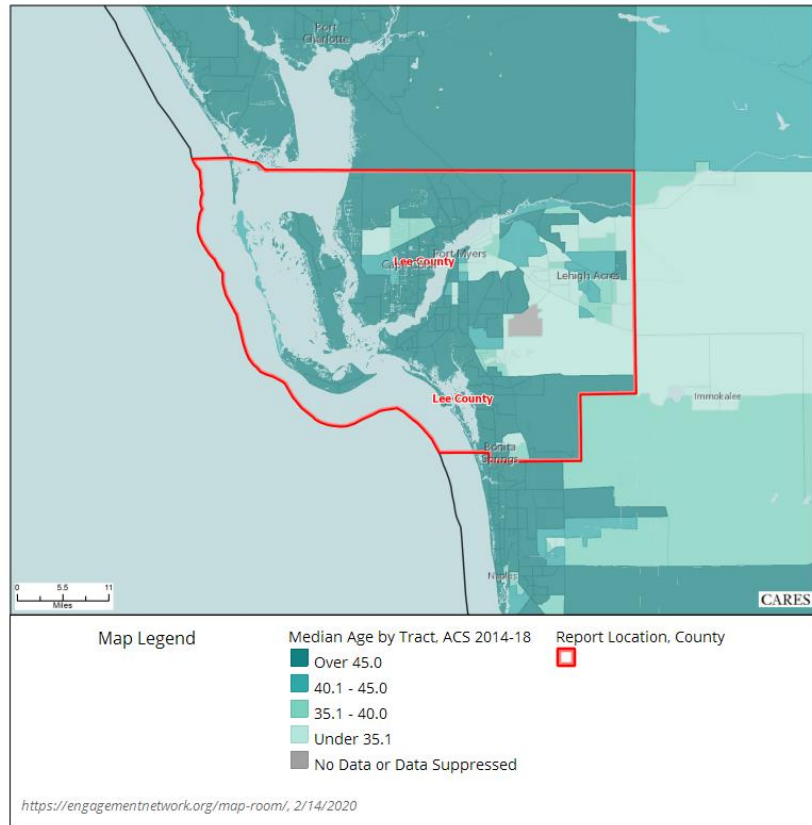 Port
Charlotte
Fort Myers
Lee County
Lehigh Acres
Lee County
Immokalee
Bonita
Springs
Naples
0 5.5 11
Miles
CARES
Map Legend
Median Age by Tract, ACS 2014-18
Over 45.0
40.1 - 45.0
35.1 - 40.0
Under 35.1
No Data or Data Suppressed
Report Location, County
https://engagementnetwork.org/map-room/, 2/14/2020